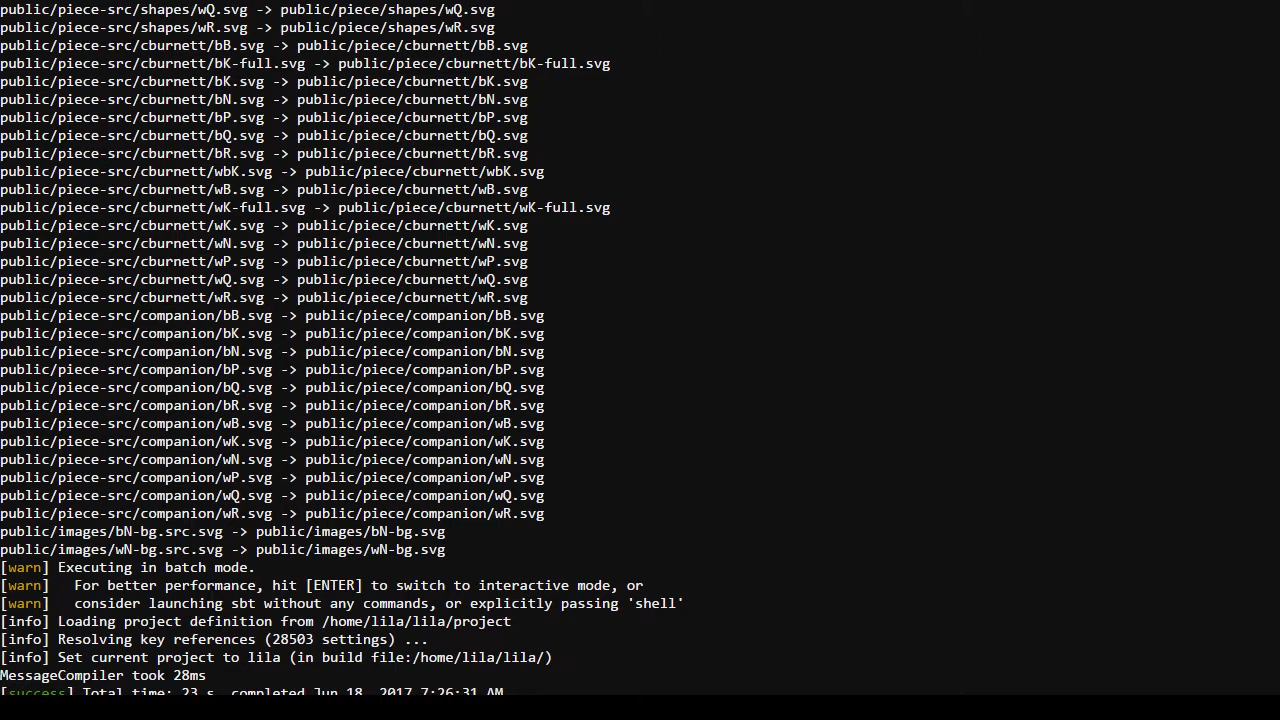 public/piece-src/shapes/wQ.svg -> public/piece/shapes/wQ.svg
public/piece-src/shapes/wR.svg -> public/piece/shapes/wR.svg
public/piece-src/cburnett/bB.svg -> public/piece/cburnett/bB.svg
public/piece-src/cburnett/bK-full.svg -> public/piece/cburnett/bK-full.svg
public/piece-src/cburnett/bK.svg -> public/piece/cburnett/bK.svg
public/piece-src/cburnett/bN.svg -> public/piece/cburnett/bN.svg
public/piece-src/cburnett/bP.svg -> public/piece/cburnett/bP.svg
public/piece-src/cburnett/bQ.svg -> public/piece/cburnett/bQ.svg
public/piece-src/cburnett/bR.svg -> public/piece/cburnett/bR.svg
public/piece-src/cburnett/wbK.svg -> public/piece/cburnett/wbK.svg
public/piece-src/cburnett/wB.svg -> public/piece/cburnett/wB.svg
public/piece-src/cburnett/wK-full.svg -> public/piece/cburnett/wK-full.svg
public/piece-src/cburnett/wK.svg -> public/piece/cburnett/wK.svg
public/piece-src/cburnett/wN.svg -> public/piece/cburnett/wN.svg
public/piece-src/cburnett/wP.svg -> public/piece/cburnett/wP.svg
public/piece-src/cburnett/wQ.svg -> public/piece/cburnett/wQ.svg
public/piece-src/cburnett/wR.svg -> public/piece/cburnett/wR.svg
public/piece-src/companion/bB.svg -> public/piece/companion/bB.svg
public/piece-src/companion/bK.svg -> public/piece/companion/bK.svg
public/piece-src/companion/bN.svg -> public/piece/companion/bN.svg
public/piece-src/companion/bP.svg -> public/piece/companion/bP.svg
public/piece-src/companion/bQ.svg -> public/piece/companion/bQ.svg
public/piece-src/companion/bR.svg -> public/piece/companion/bR.svg
public/piece-src/companion/wB.svg -> public/piece/companion/wB.svg
public/piece-src/companion/wK.svg -> public/piece/companion/wK.svg
public/piece-src/companion/wN.svg -> public/piece/companion/wN.svg
public/piece-src/companion/wP.svg -> public/piece/companion/wP.svg
public/piece-src/companion/wQ.svg -> public/piece/companion/wQ.svg
public/piece-src/companion/wR.svg -> public/piece/companion/wR.svg
public/images/bN-bg.src.svg -> public/images/bN-bg.svg
public/images/wN-bg.src.svg -> public/images/wN-bg.svg
[warn] Executing in batch mode.
[warn]   For better performance, hit [ENTER] to switch to interactive mode, or
[warn]   consider launching sbt without any commands, or explicitly passing 'shell'
[info] Loading project definition from /home/lila/lila/project
[info] Resolving key references (28503 settings) ...
[info] Set current project to lila (in build file:/home/lila/lila/)
MessageCompiler took 28ms
[success] Total time: 23 s, completed Jun 18, 2017 7:26:31 AM